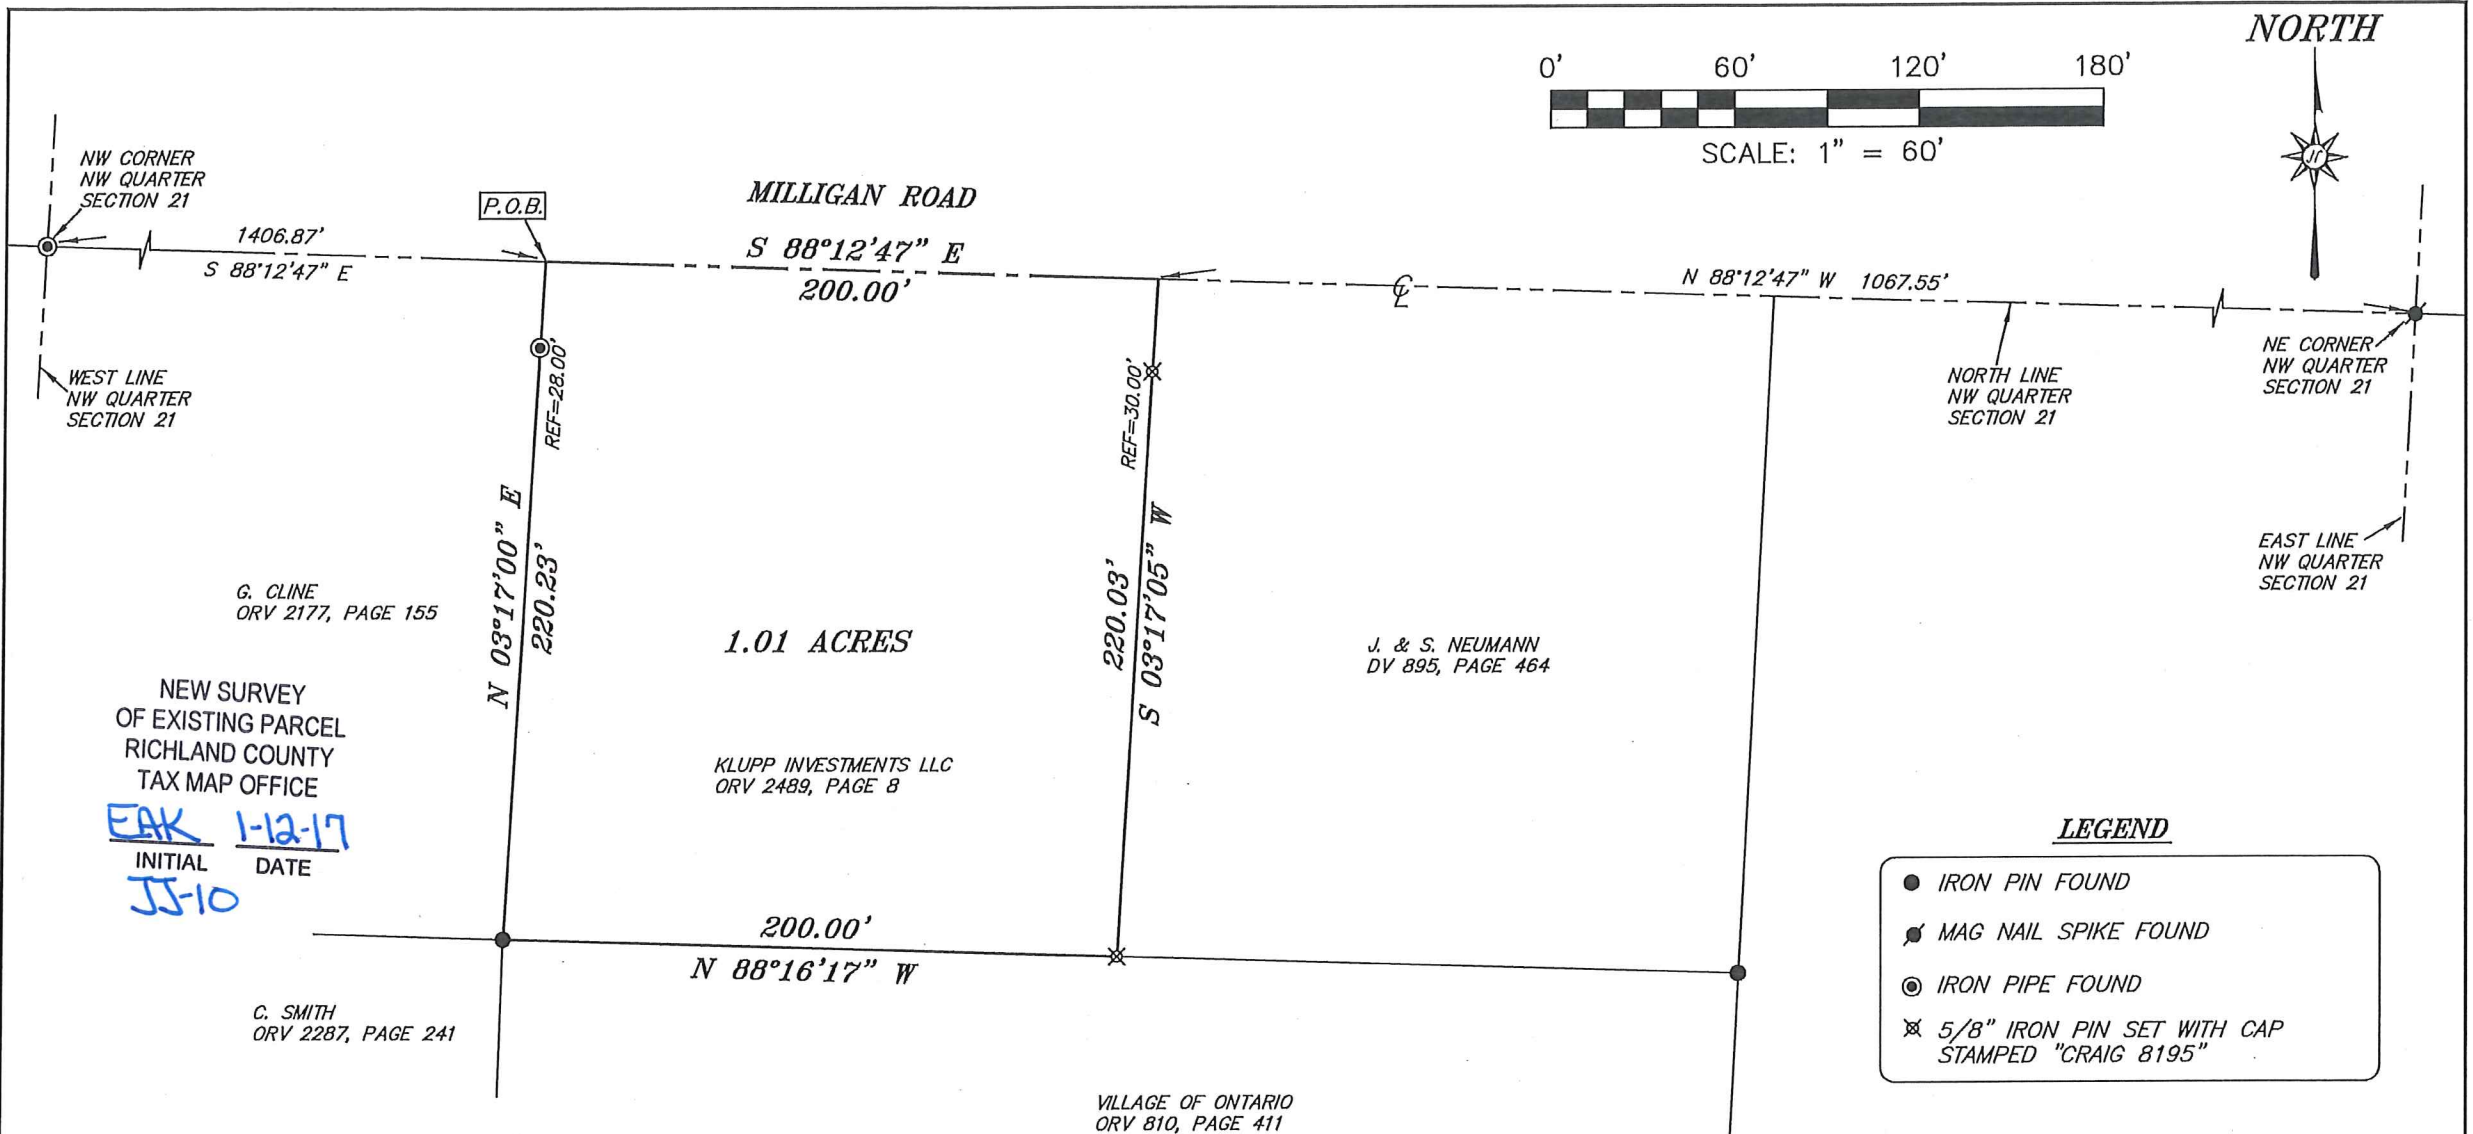 NORTH
0' 60' 120' 180'
SCALE: 1" = 60'
NW CORNER
NW QUARTER
SECTION 21
P.O.B.
MILLIGAN ROAD
1406.87'
S 88°12'47" E
S 88°12'47" E
200.00'
CL
N 88°12'47" W 1067.55'
NE CORNER
NW QUARTER
SECTION 21
WEST LINE
NW QUARTER
SECTION 21
REF=28.00'
REF=30.00'
NORTH LINE
NW QUARTER
SECTION 21
N 03°17'00" E
220.23'
220.03'
S 03°17'05" W
EAST LINE
NW QUARTER
SECTION 21
G. CLINE
ORV 2177, PAGE 155
1.01 ACRES
J. & S. NEUMANN
DV 895, PAGE 464
NEW SURVEY
OF EXISTING PARCEL
RICHLAND COUNTY
TAX MAP OFFICE
EAK 1-12-17
INITIAL DATE
JJ-10
KLUPP INVESTMENTS LLC
ORV 2489, PAGE 8
200.00'
N 88°16'17" W
C. SMITH
ORV 2287, PAGE 241
VILLAGE OF ONTARIO
ORV 810, PAGE 411
LEGEND
IRON PIN FOUND
MAG NAIL SPIKE FOUND
IRON PIPE FOUND
5/8" IRON PIN SET WITH CAP
STAMPED "CRAIG 8195"